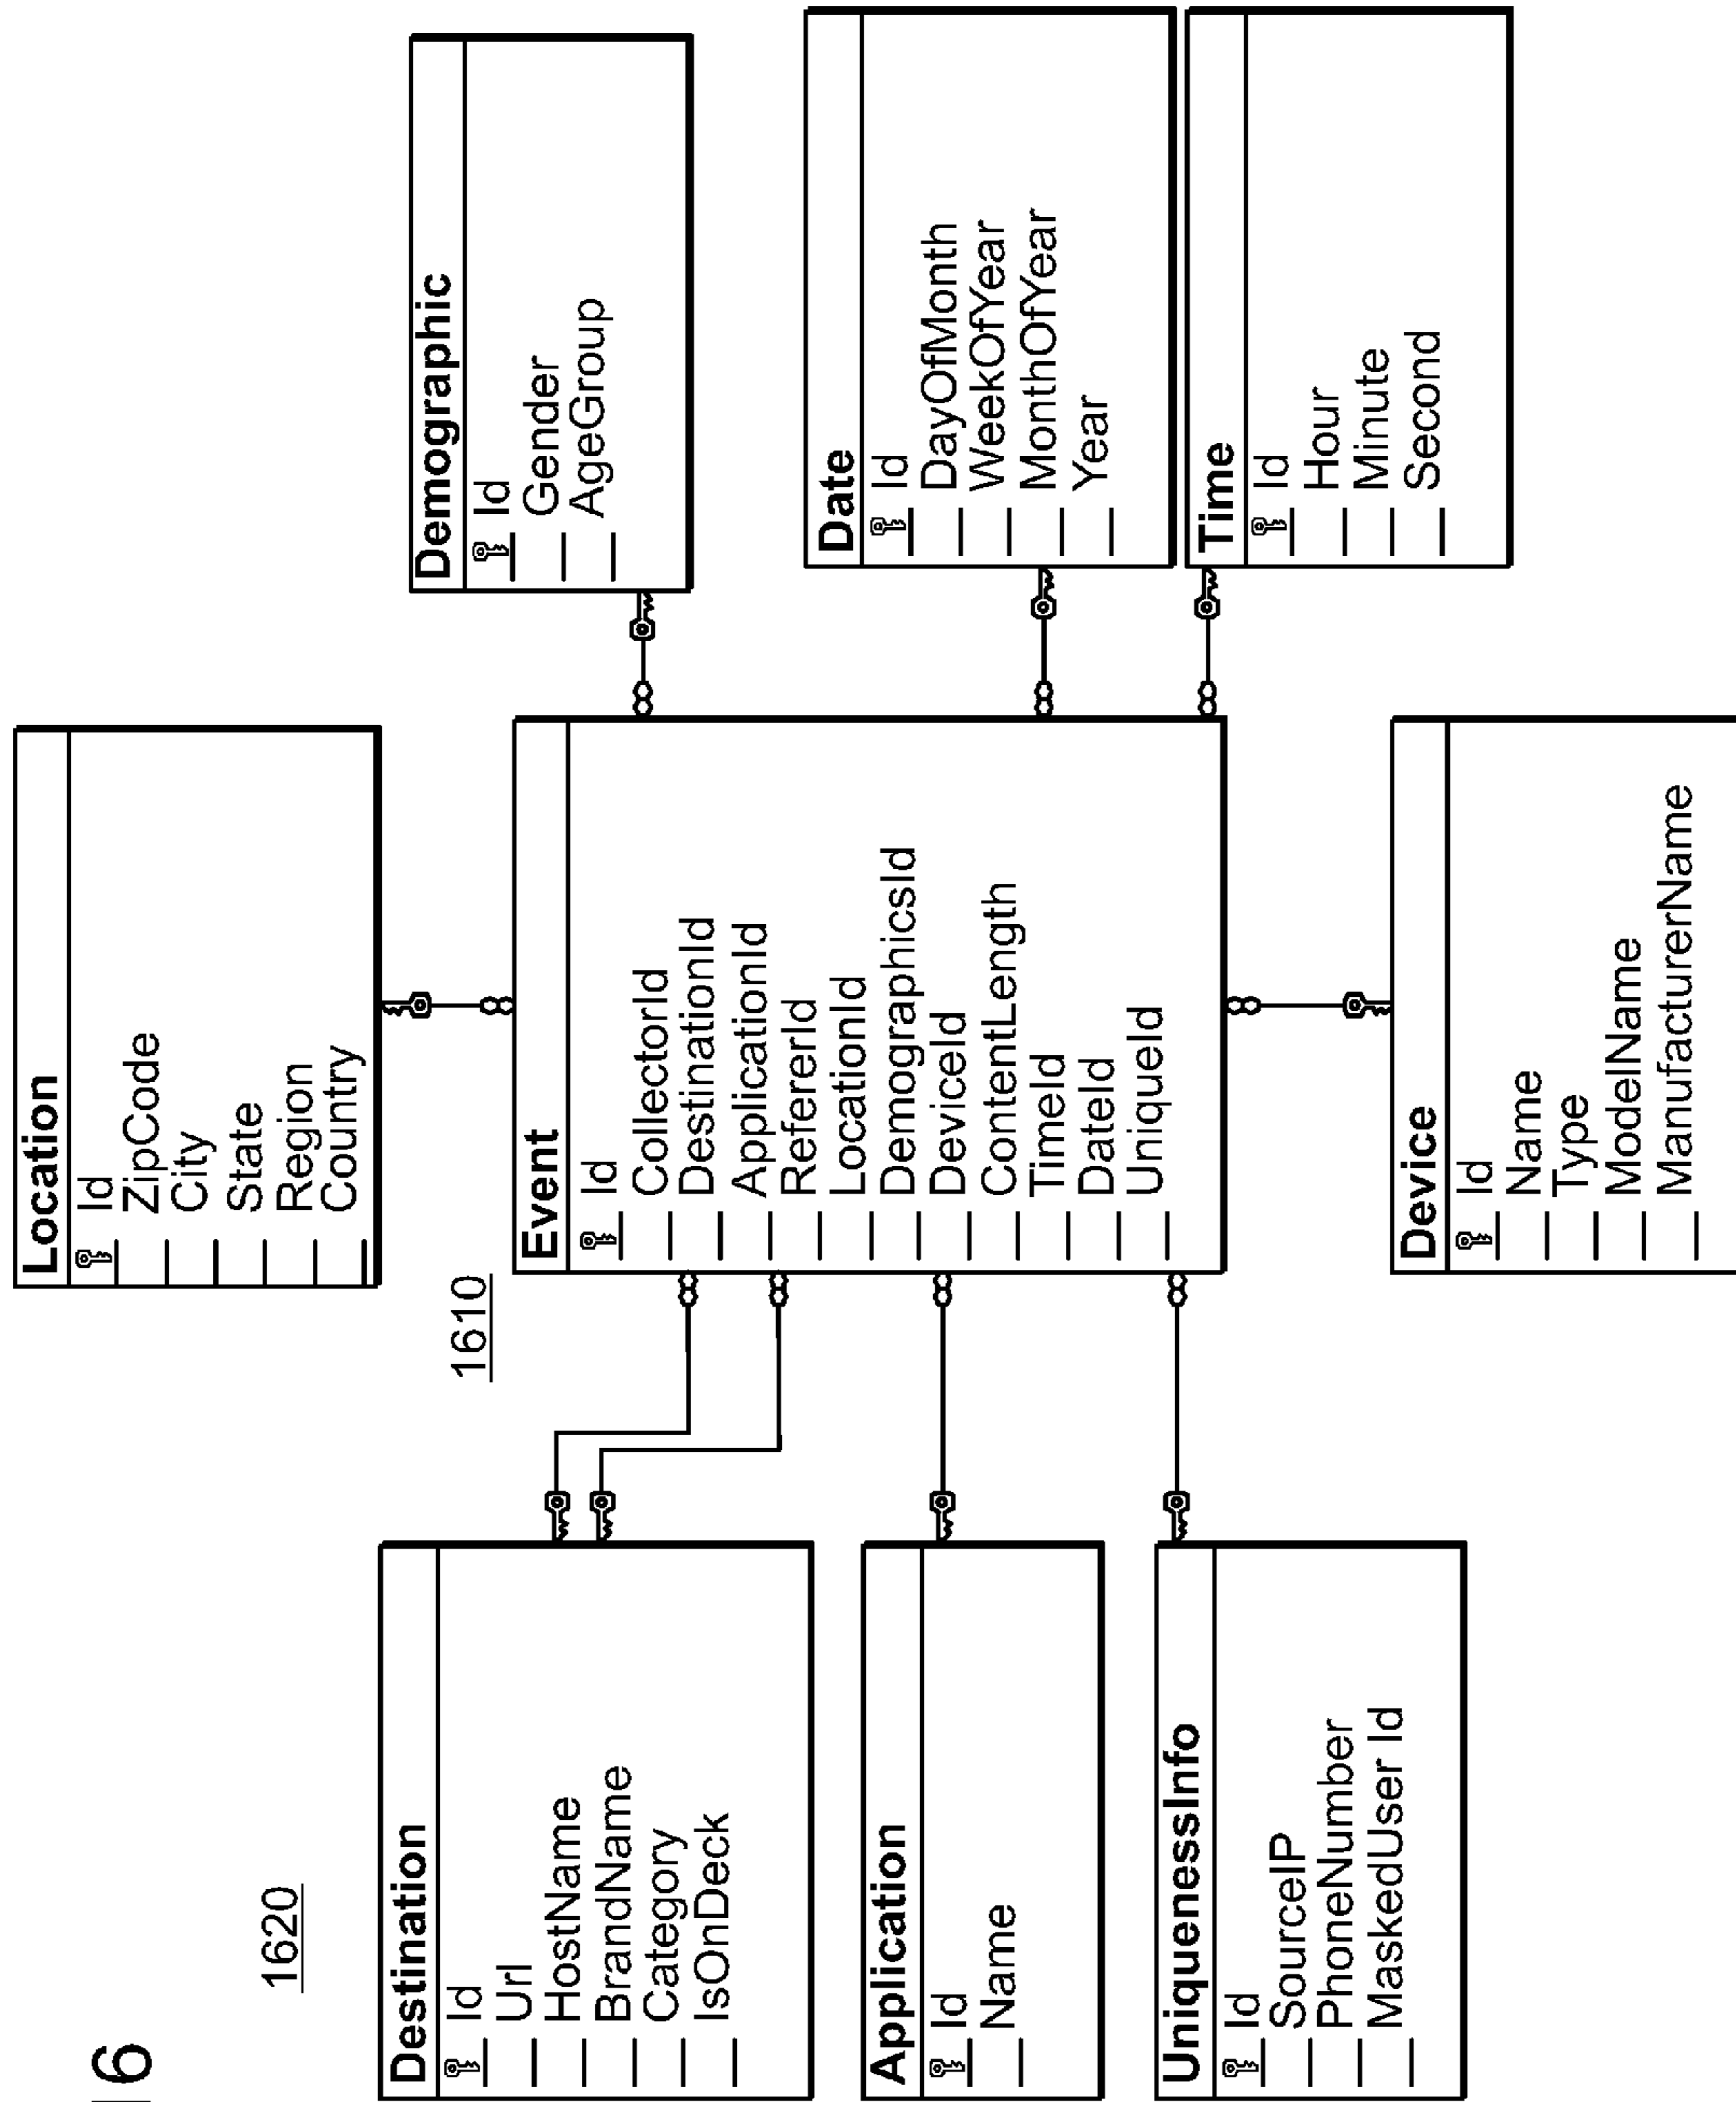 16
1620
1610
Location
Id
ZipCode
City
State
Region
Country
Destination
Id
Url
HostName
BrandName
Category
IsOnDeck
Event
Id
CollectorId
DestinationId
ApplicationId
RefererId
LocationId
DemographicsId
DeviceId
ContentLength
TimeId
DateId
UniqueId
Demographic
Id
Gender
AgeGroup
Application
Id
Name
Date
Id
DayOfMonth
WeekOfYear
MonthOfYear
Year
UniquenessInfo
Id
SourceIP
PhoneNumber
MaskedUser Id
Time
Id
Hour
Minute
Second
Device
Id
Name
Type
ModelName
ManufacturerName